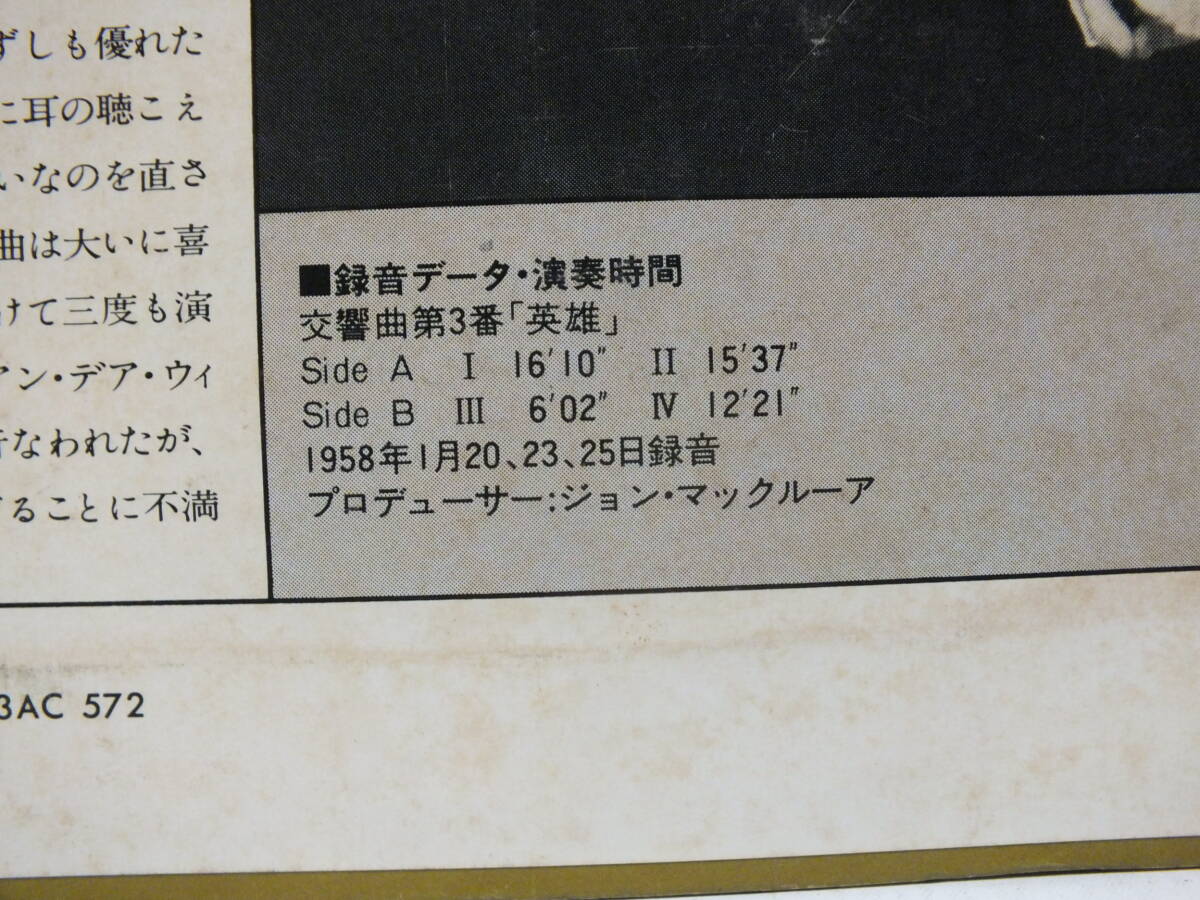 ずしも優れた
に耳の聴こえ
いなのを直さ
曲は大いに喜
けて三度も演
アン・デア・ウィ
行なわれたが、
ることに不満
■録音データ・演奏時間
交響曲第3番「英雄」
Side A I 16′10″ II 15′37″
Side B III 6′02″ IV 12′21″
1958年1月20、23、25日録音
プロデューサー:ジョン・マックルーア
3AC 572